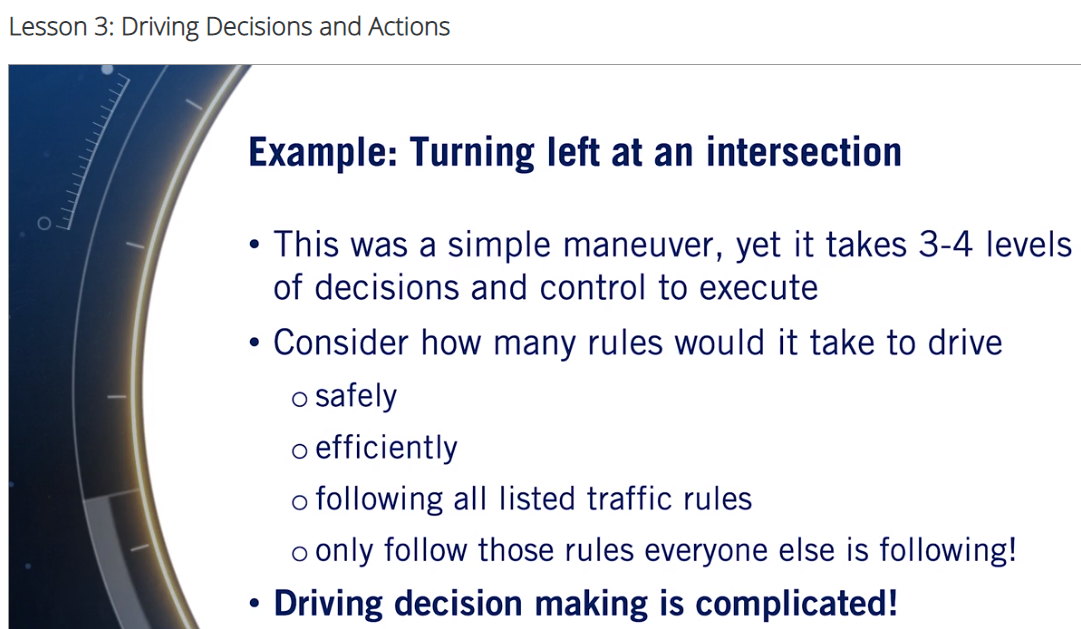 Lesson 3: Driving Decisions and Actions
Example: Turning left at an intersection
• This was a simple maneuver, yet it takes 3-4 levels
of decisions and control to execute
• Consider how many rules would it take to drive
o safely
o efficiently
o following all listed traffic rules
o only follow those rules everyone else is following!
• Driving decision making is complicated!